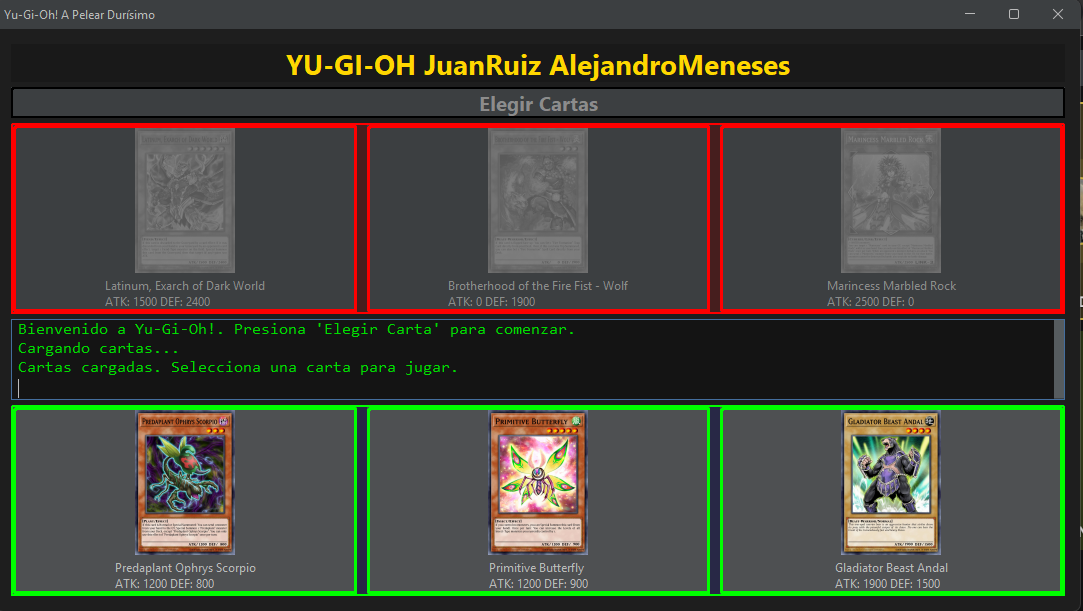 Yu-Gi-Oh! A Pelear Durísimo
YU-GI-OH JuanRuiz AlejandroMeneses
Elegir Cartas
MARINCESS MARBLED ROCK
Latinum, Exarch of Dark World
ATK: 1500 DEF: 2400
Brotherhood of the Fire Fist - Wolf
ATK: 0 DEF: 1900
Marincess Marbled Rock
ATK: 2500 DEF: 0
Bienvenido a Yu-Gi-Oh!. Presiona 'Elegir Carta' para comenzar.
Cargando cartas...
Cartas cargadas. Selecciona una carta para jugar.
PREDAPLANT OPHRYS SCORPIO
PRIMITIVE BUTTERFLY
GLADIATOR BEAST ANDAL
Predaplant Ophrys Scorpio
ATK: 1200 DEF: 800
Primitive Butterfly
ATK: 1200 DEF: 900
Gladiator Beast Andal
ATK: 1900 DEF: 1500